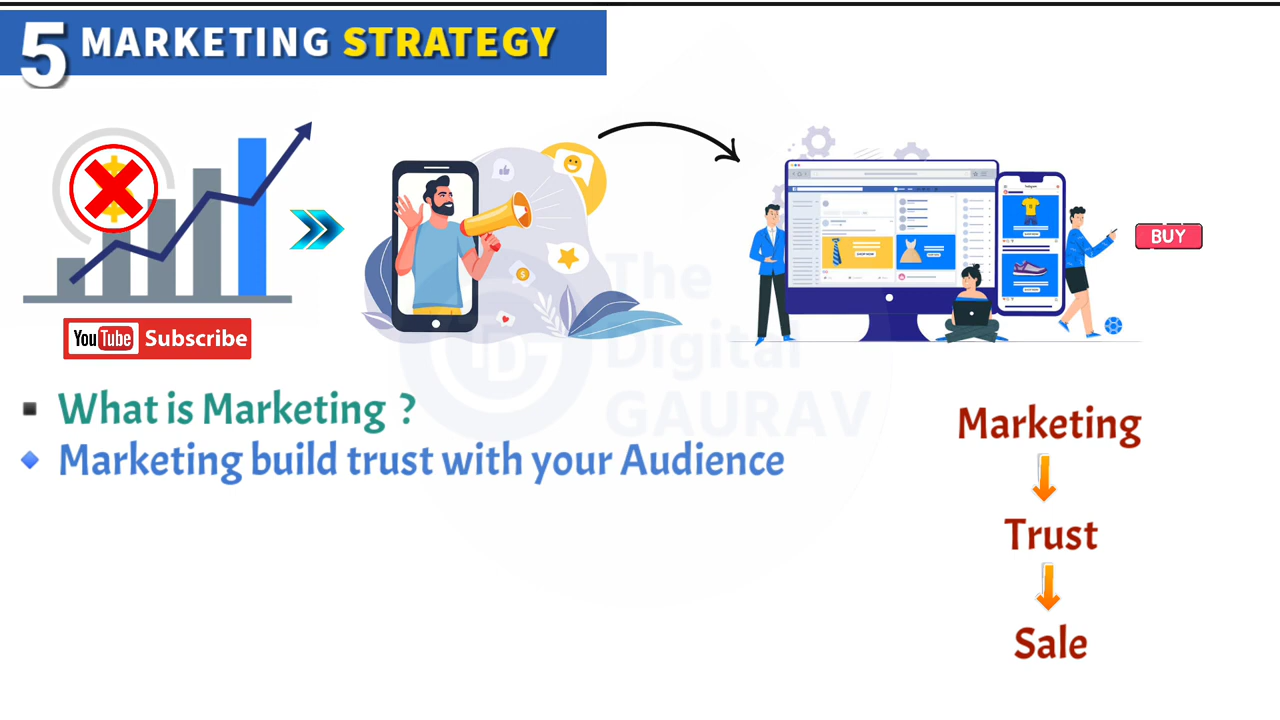 5 MARKETING STRATEGY
YouTube Subscribe
BUY
What is Marketing ?
Marketing build trust with your Audience
Marketing
Trust
Sale
The
Digital
GAURAV